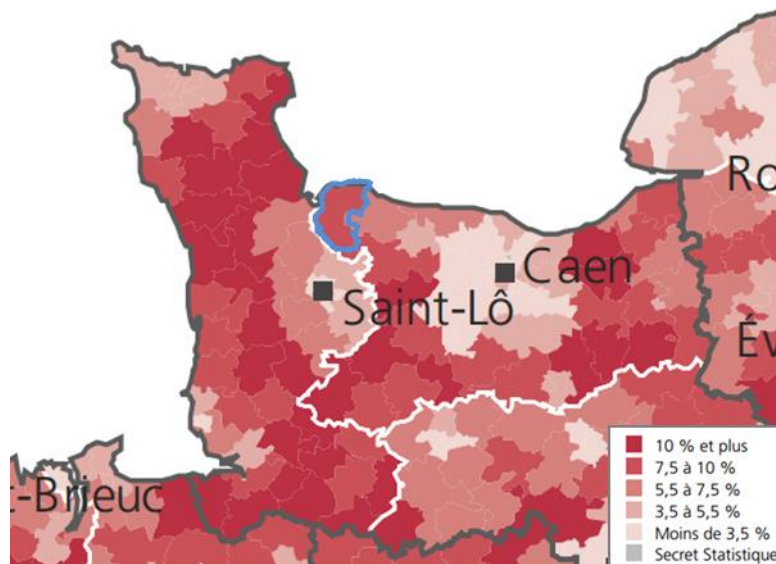 Ro
Caen
Saint-Lô
Év
t-Brieuc
10 % et plus
7,5 à 10 %
5,5 à 7,5 %
3,5 à 5,5 %
Moins de 3,5 %
Secret Statistique